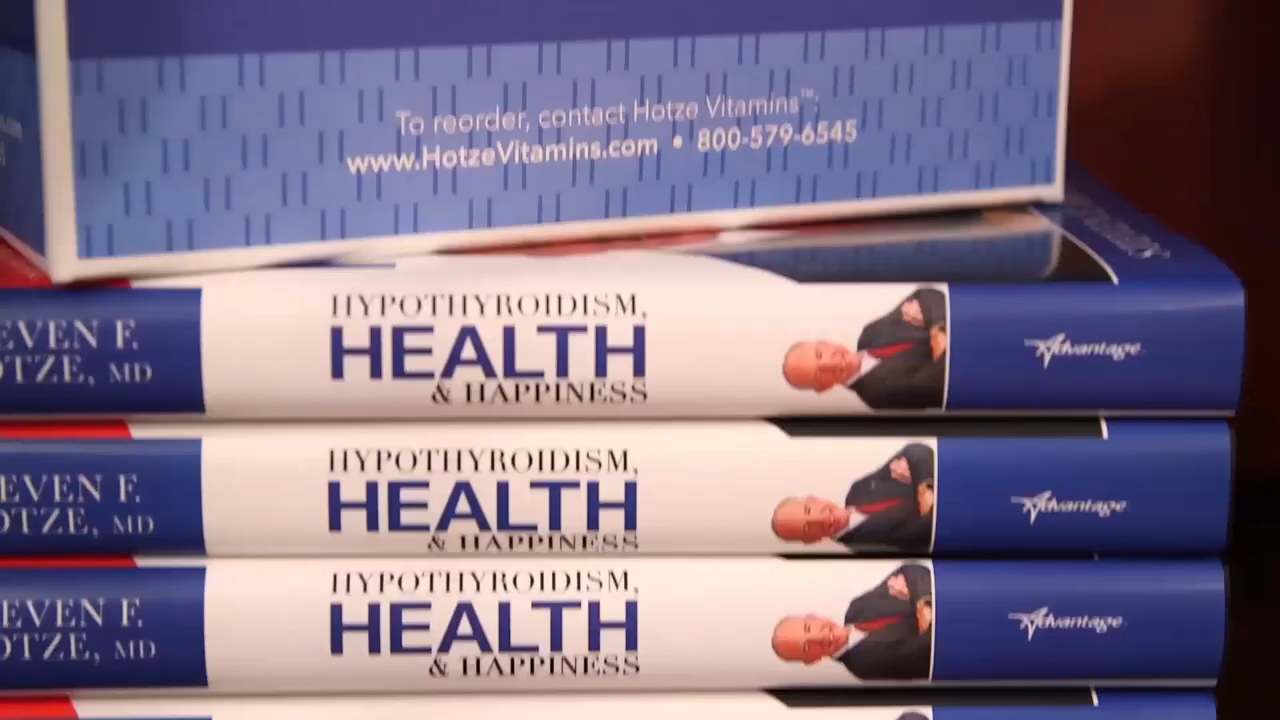 To reorder, contact Hotze Vitamins™:
www.HotzeVitamins.com • 800-579-6545
EVEN F.
OTZE, MD
HYPOTHYROIDISM,
HEALTH
& HAPPINESS
Advantage
EVEN F.
OTZE, MD
HYPOTHYROIDISM,
HEALTH
& HAPPINESS
Advantage
EVEN F.
OTZE, MD
HYPOTHYROIDISM,
HEALTH
& HAPPINESS
Advantage